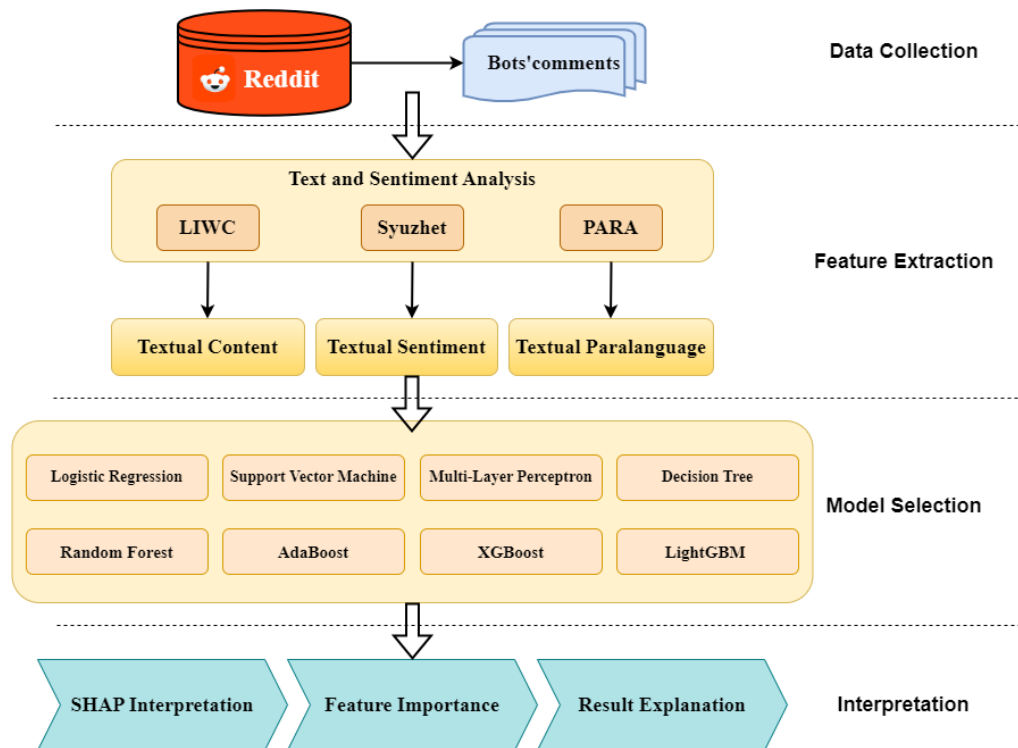 Reddit
Bots'comments
Data Collection
Text and Sentiment Analysis
LIWC
Syuzhet
PARA
Feature Extraction
Textual Content
Textual Sentiment
Textual Paralanguage
Logistic Regression
Support Vector Machine
Multi-Layer Perceptron
Decision Tree
Model Selection
Random Forest
AdaBoost
XGBoost
LightGBM
SHAP Interpretation
Feature Importance
Result Explanation
Interpretation